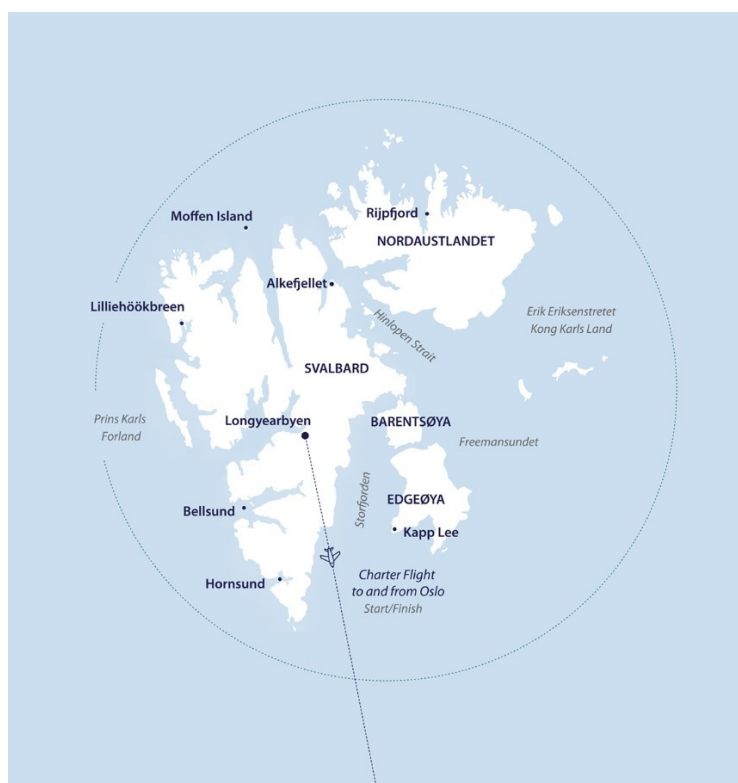 Rijpfjord
Moffen Island
NORDAUSTLANDET
Alkefjellet
Lilliehöökbreen
Erik Eriksenstretet
Kong Karls Land
Hinlopen Strait
SVALBARD
Prins Karls
Forland
Longyearbyen
BARENTSØYA
Freemansundet
Storfjorden
EDGEØYA
Bellsund
Kapp Lee
Hornsund
Charter Flight
to and from Oslo
Start/Finish